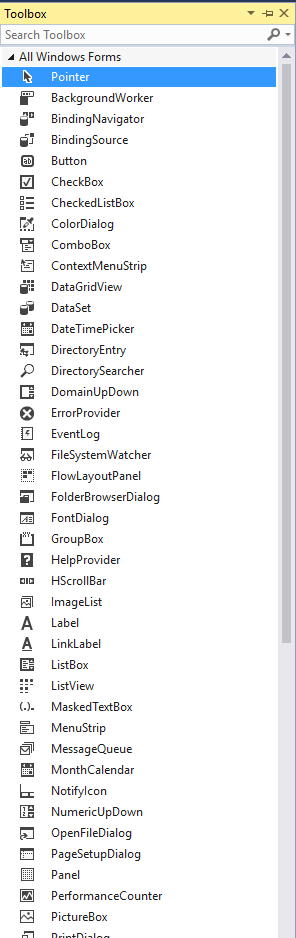 Toolbox
Search Toolbox
All Windows Forms
Pointer
BackgroundWorker
BindingNavigator
BindingSource
Button
CheckBox
CheckedListBox
ColorDialog
ComboBox
ContextMenuStrip
DataGridView
DataSet
DateTimePicker
DirectoryEntry
DirectorySearcher
DomainUpDown
ErrorProvider
EventLog
FileSystemWatcher
FlowLayoutPanel
FolderBrowserDialog
FontDialog
GroupBox
HelpProvider
HScrollBar
ImageList
Label
LinkLabel
ListBox
ListView
MaskedTextBox
MenuStrip
MessageQueue
MonthCalendar
NotifyIcon
NumericUpDown
OpenFileDialog
PageSetupDialog
Panel
PerformanceCounter
PictureBox
PrintDialog